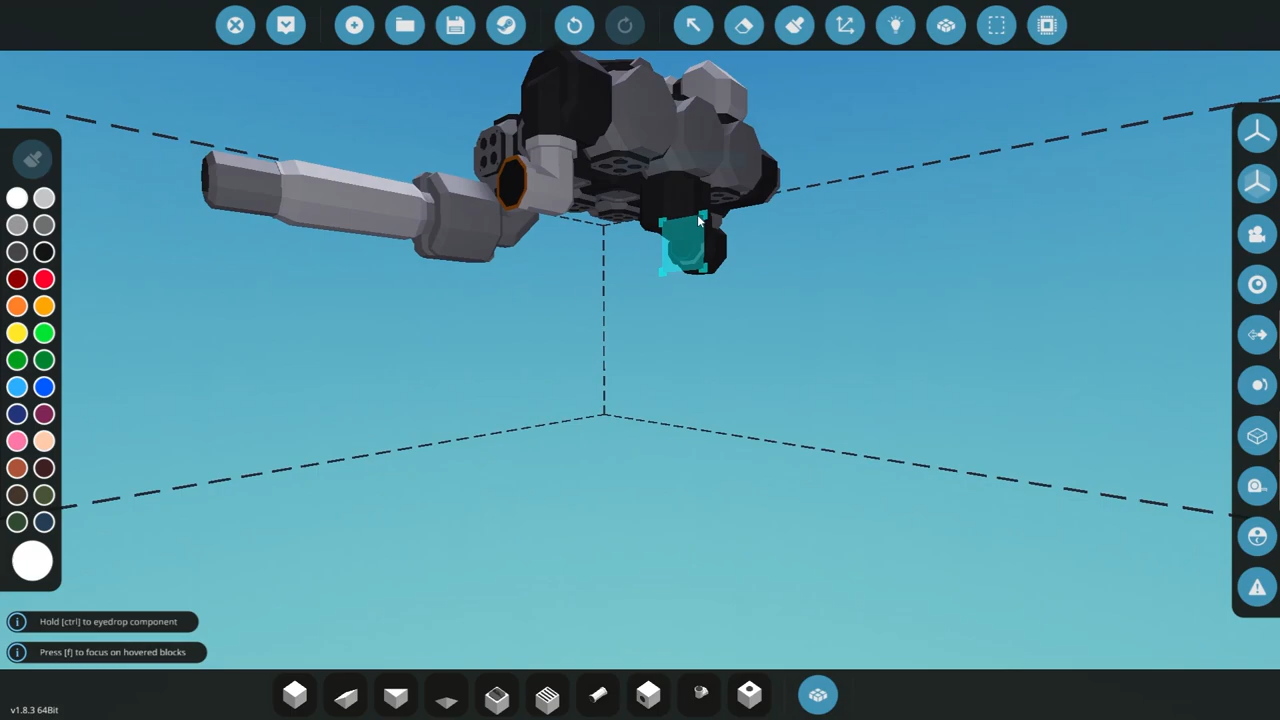 Hold [ctrl] to eyedrop component
Press [f] to focus on hovered blocks
v1.8.3 64Bit